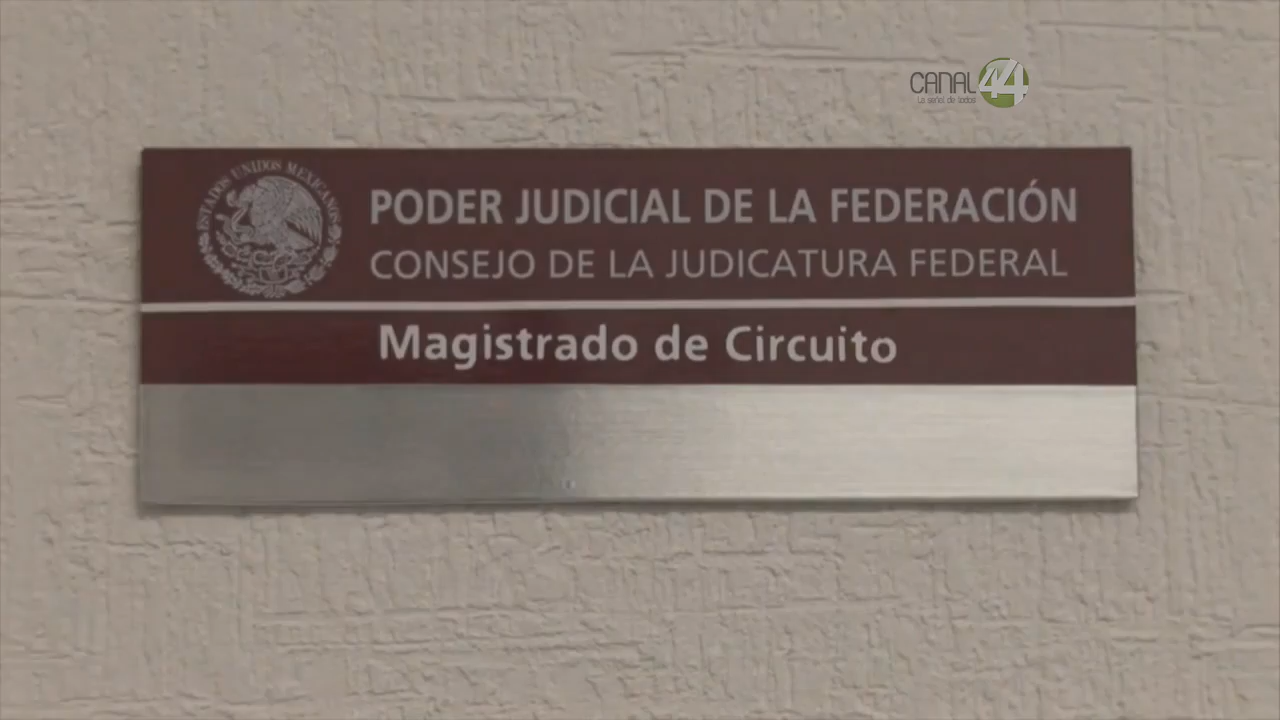 CANAL 44
La señal de todos
ESTADOS UNIDOS MEXICANOS
PODER JUDICIAL DE LA FEDERACIÓN
CONSEJO DE LA JUDICATURA FEDERAL
Magistrado de Circuito